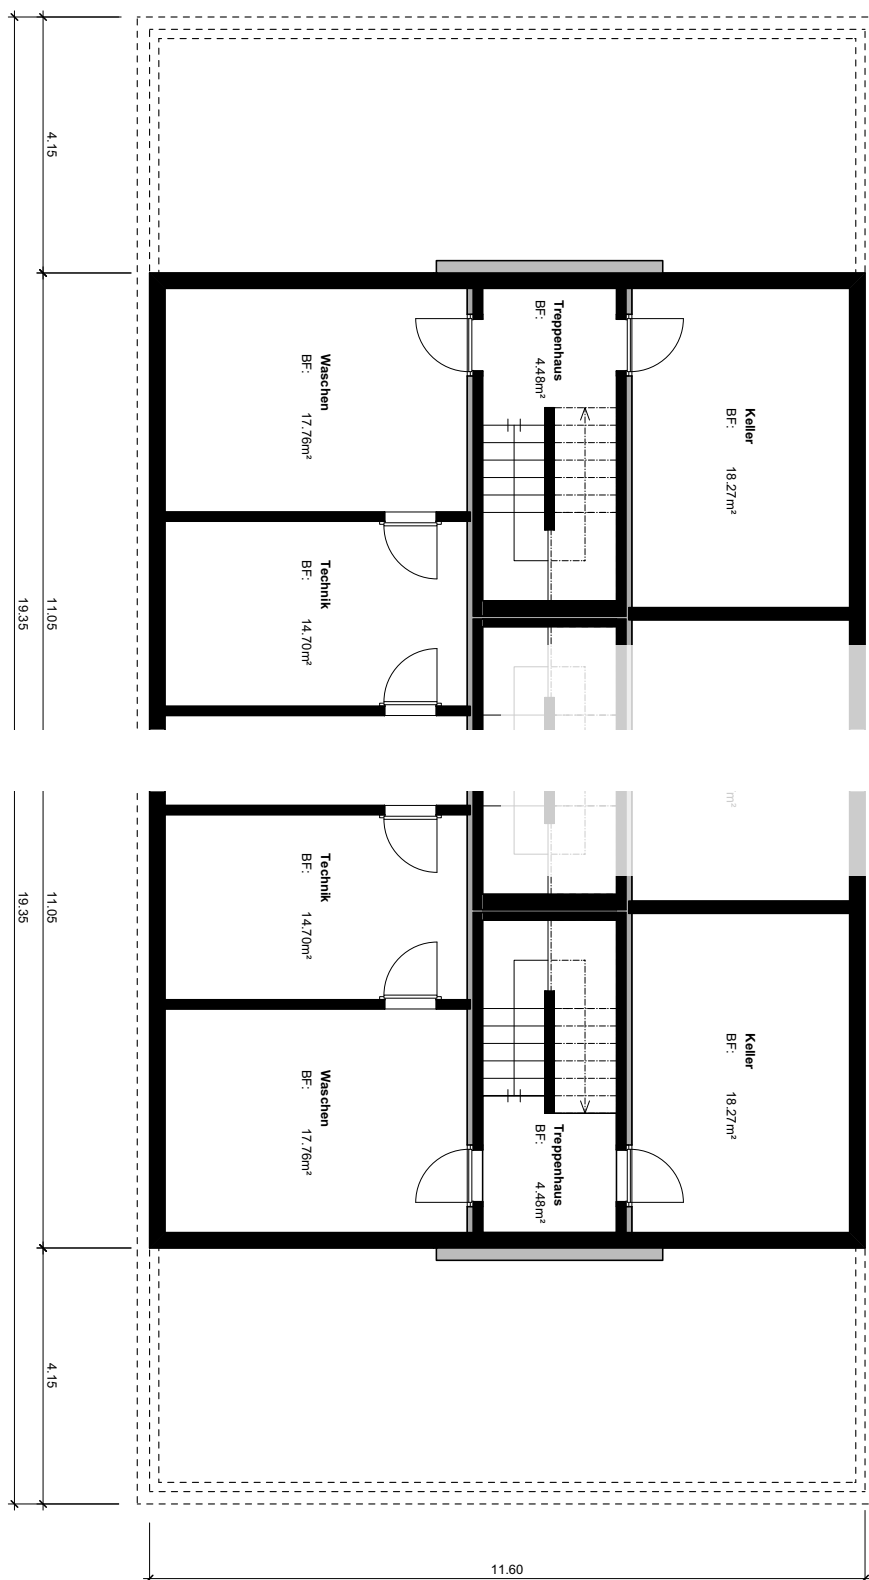 4.15
Treppenhaus
BF: 4.48m²
Waschen
BF: 17.76m²
Keller
BF: 18.27m²
Technik
BF: 14.70m²
11.05
19.35
m²
Technik
BF: 14.70m²
11.05
19.35
Keller
BF: 18.27m²
Waschen
BF: 17.76m²
Treppenhaus
BF: 4.48m²
4.15
11.60